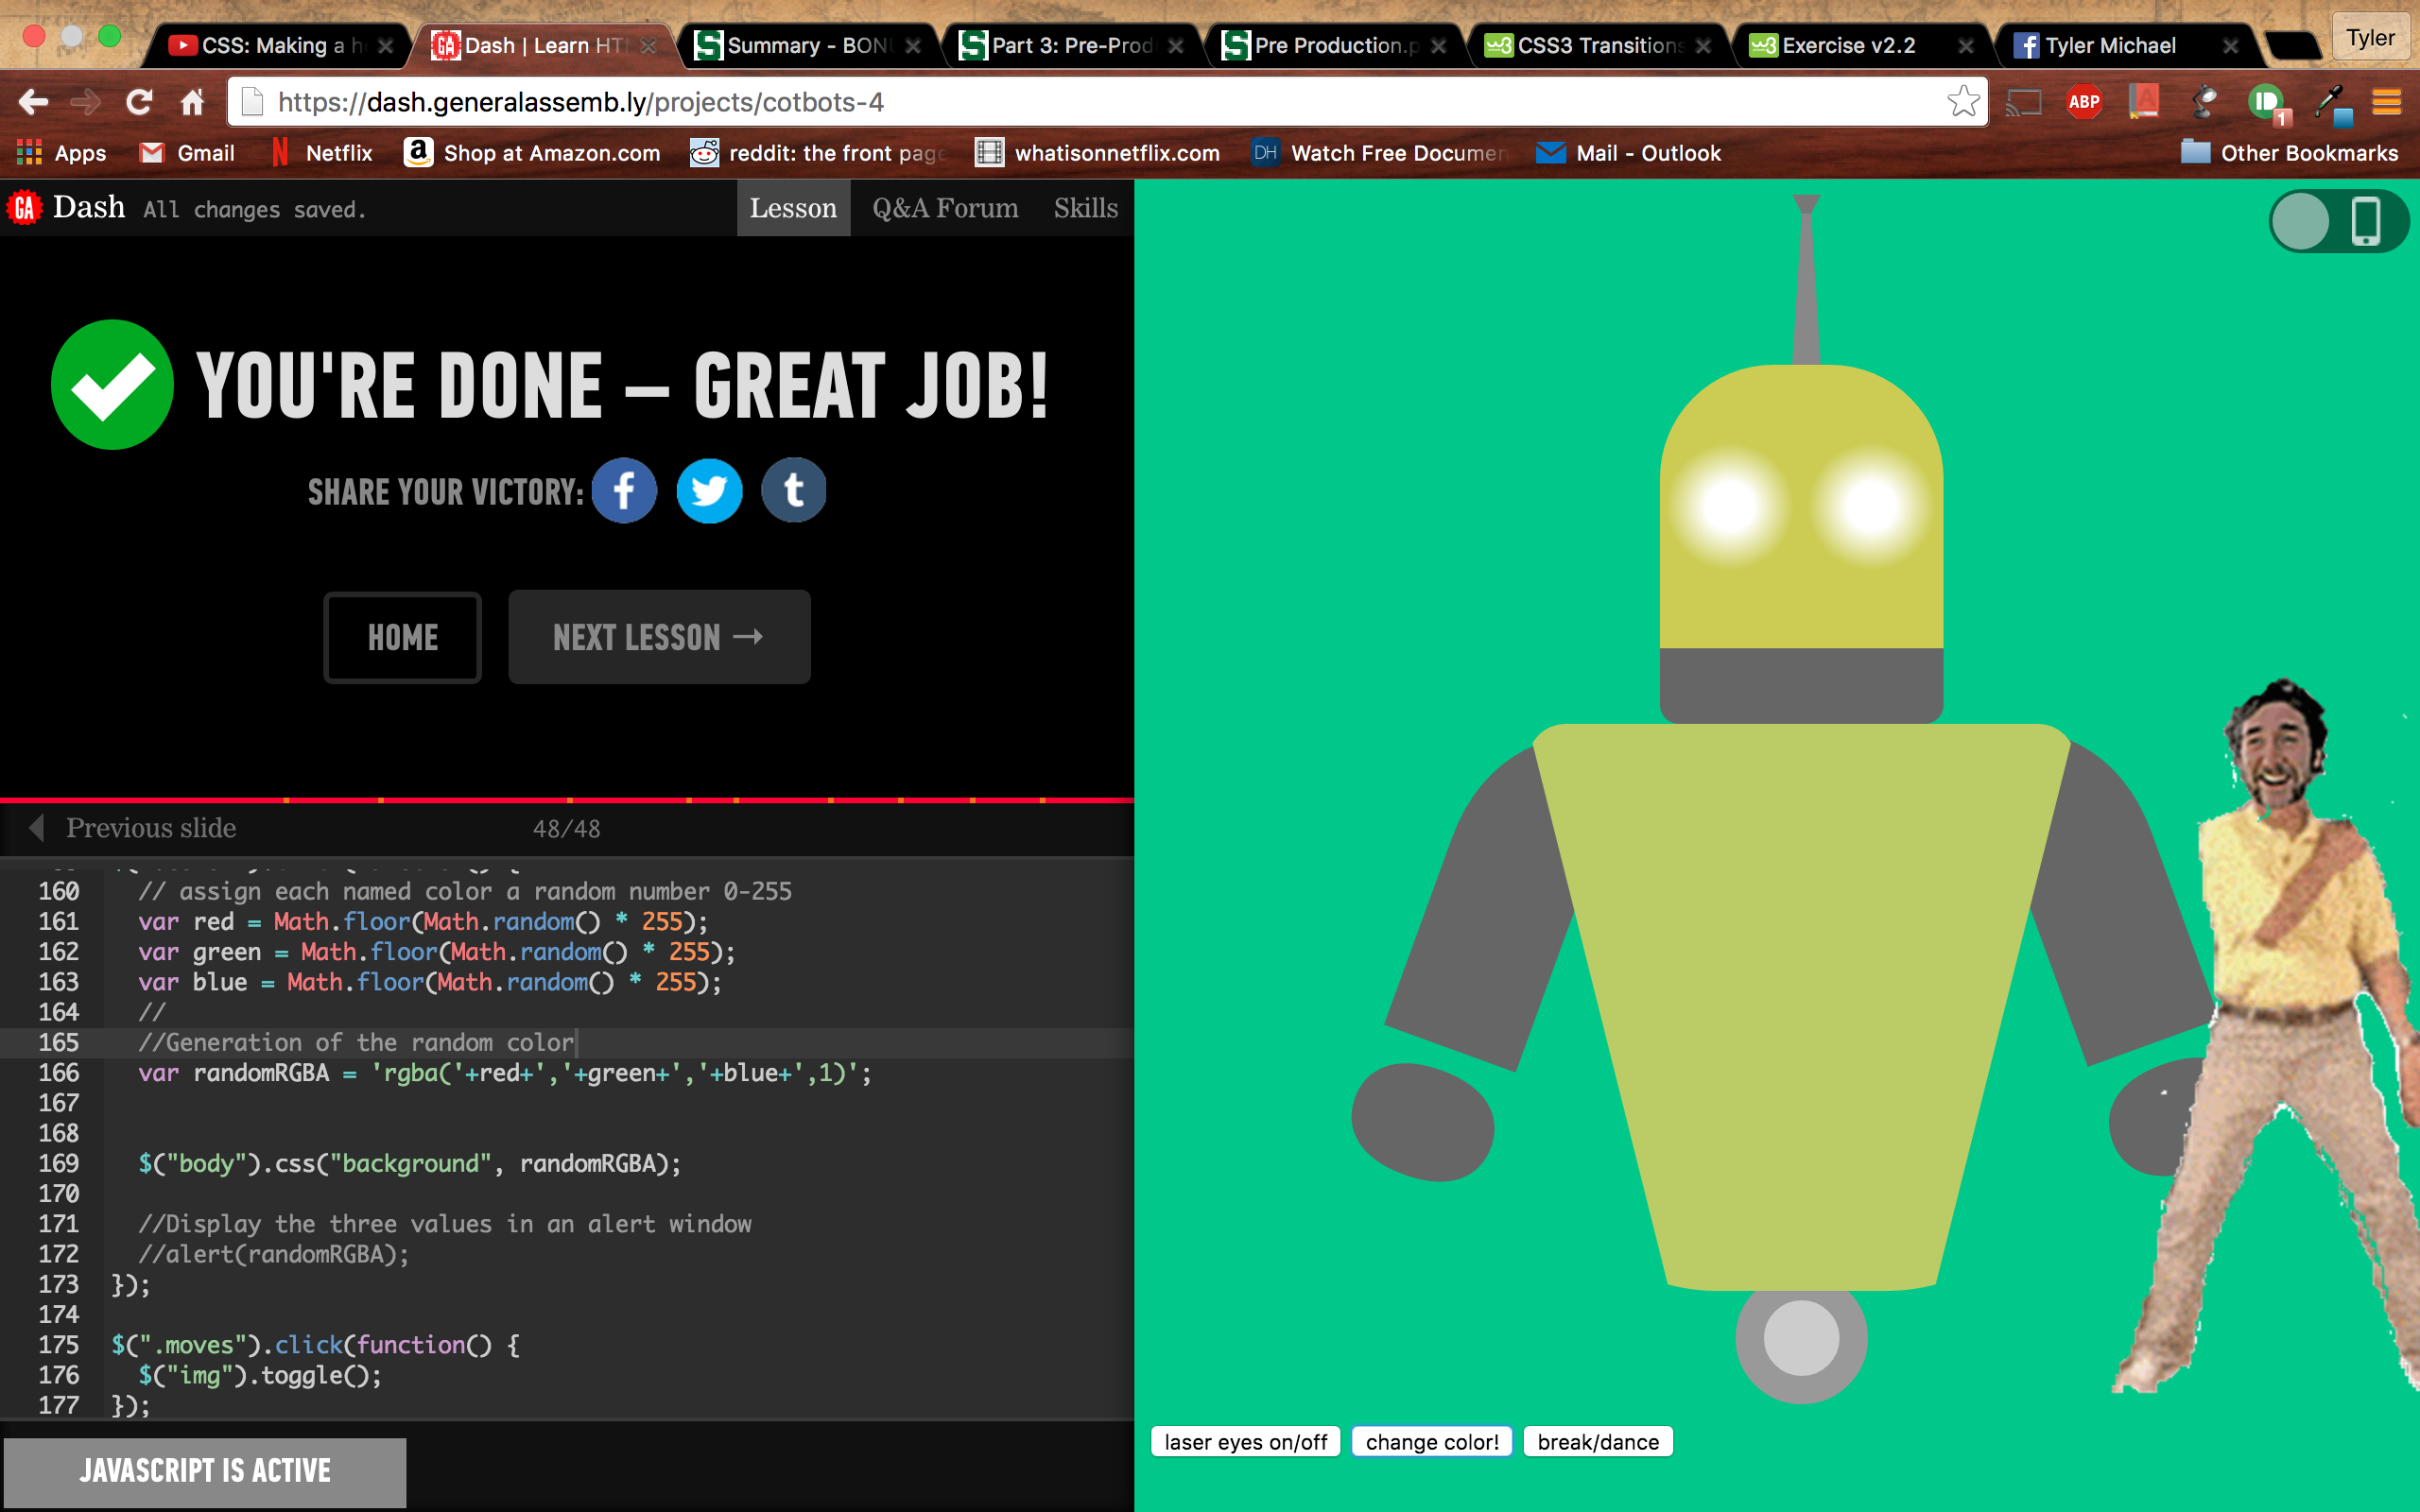 CSS: Making a h
Dash | Learn HT
Summary - BON
Part 3: Pre-Prod
Pre Production.p
CSS3 Transitions
Exercise v2.2
Tyler Michael
Tyler
https://dash.generalassemb.ly/projects/cotbots-4
ABP
1
Apps
Gmail
Netflix
Shop at Amazon.com
reddit: the front page
whatisonnetflix.com
DH
Watch Free Documen
Mail - Outlook
Other Bookmarks
GA
Dash
All changes saved.
Lesson
Q&A Forum
Skills
YOU'RE DONE – GREAT JOB!
SHARE YOUR VICTORY:
HOME
NEXT LESSON →
Previous slide
48/48
160 // assign each named color a random number 0-255
161 var red = Math.floor(Math.random() * 255);
162 var green = Math.floor(Math.random() * 255);
163 var blue = Math.floor(Math.random() * 255);
164 //
165 //Generation of the random color
166 var randomRGBA = 'rgba('+red+','+green+','+blue+',1)';
167
168
169 $("body").css("background", randomRGBA);
170
171 //Display the three values in an alert window
172 //alert(randomRGBA);
173 });
174
175 $(".moves").click(function() {
176 $("img").toggle();
177 });
JAVASCRIPT IS ACTIVE
laser eyes on/off
change color!
break/dance